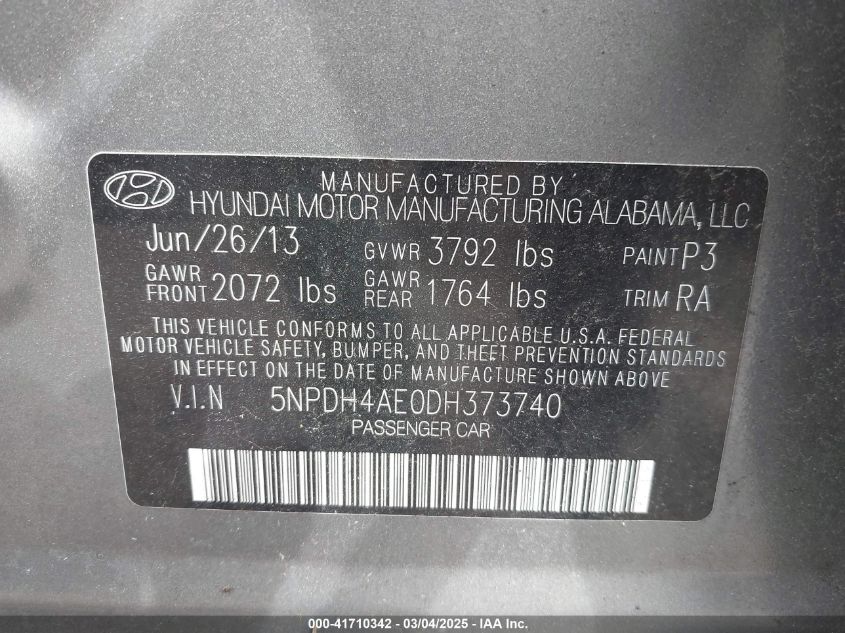 MANUFACTURED BY
HYUNDAI MOTOR MANUFACTURING ALABAMA, LLC
Jun/26/13 GVWR 3792 lbs PAINT P3
GAWR FRONT 2072 lbs GAWR REAR 1764 lbs TRIM RA
THIS VEHICLE CONFORMS TO ALL APPLICABLE U.S.A. FEDERAL
MOTOR VEHICLE SAFETY, BUMPER, AND THEFT PREVENTION STANDARDS
IN EFFECT ON THE DATE OF MANUFACTURE SHOWN ABOVE
V.I.N 5NPDH4AE0DH373740
PASSENGER CAR
000-41710342 - 03/04/2025 - IAA Inc.